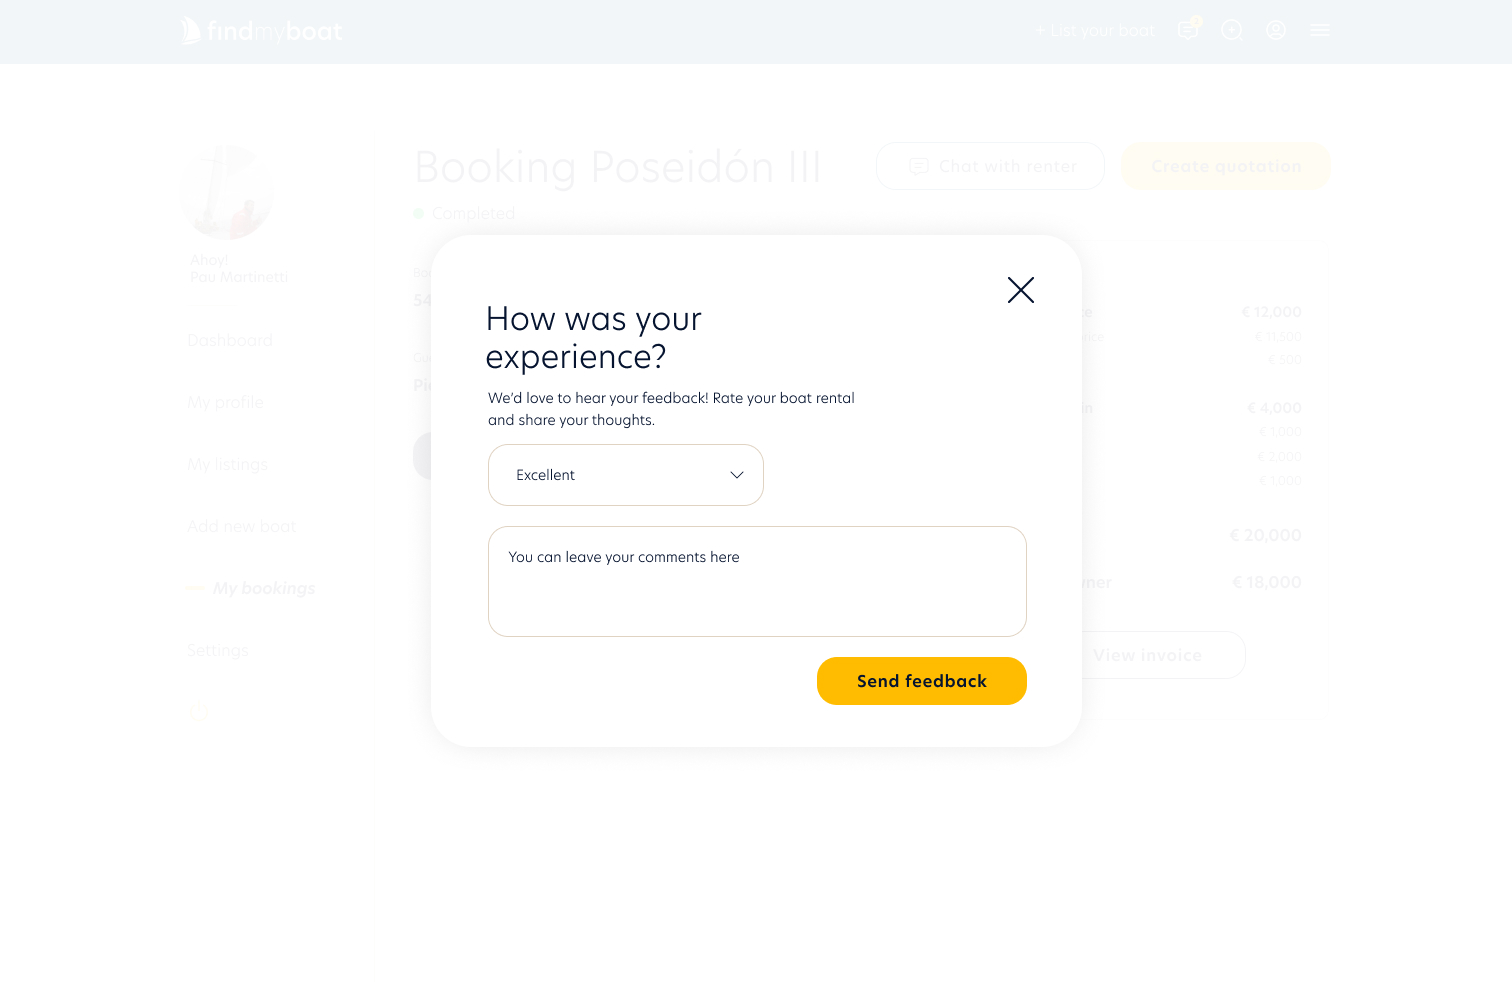 findmyboat
+ List your boat
Booking Poseidón III
Chat with renter
Create quotation
Completed
Ahoy!
Pau Martinetti
Dashboard
My profile
My listings
Add new boat
My bookings
Settings
How was your
experience?
We'd love to hear your feedback! Rate your boat rental
and share your thoughts.
Excellent
You can leave your comments here
Send feedback
€ 12,000
€ 11,500
€ 500
€ 4,000
€ 1,000
€ 2,000
€ 1,000
€ 20,000
€ 18,000
View invoice